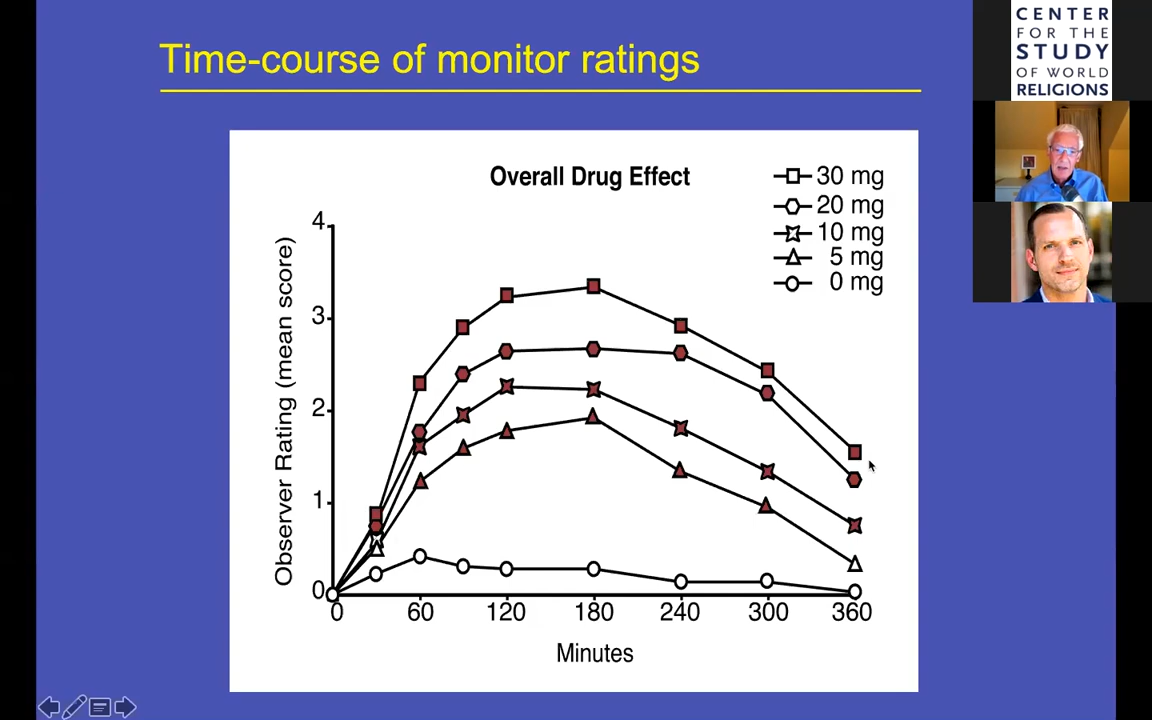 Time-course of monitor ratings
CENTER
FOR THE
STUDY
OF WORLD
RELIGIONS
Overall Drug Effect
30 mg
20 mg
10 mg
5 mg
0 mg
Observer Rating (mean score)
4
3
2
1
0
0 60 120 180 240 300 360
Minutes